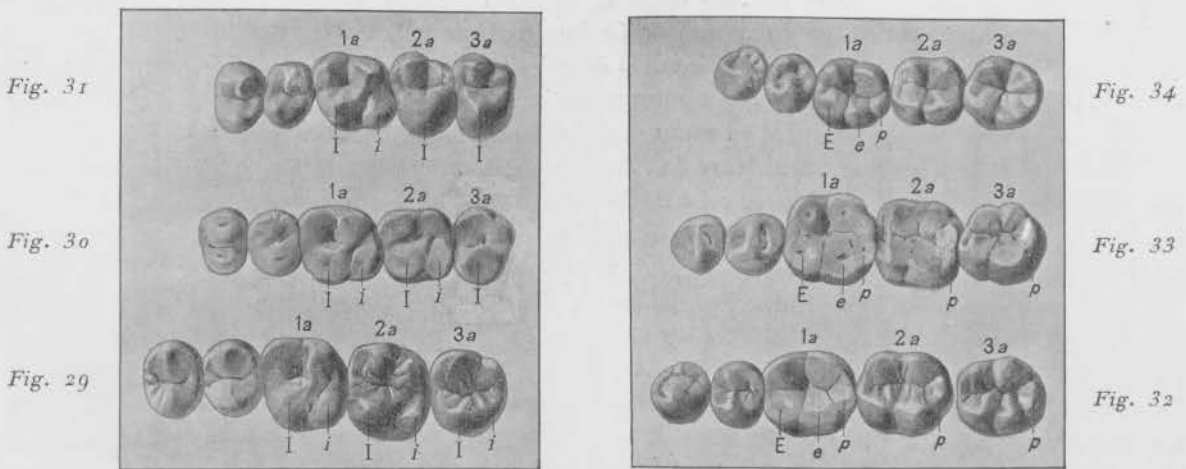 1a 2a 3a
Fig. 31
I i I I
1a 2a 3a
Fig. 30
I i I i I
1a 2a 3a
Fig. 29
I i I i I i
1a 2a 3a
Fig. 34
E e p
1a 2a 3a
Fig. 33
E e p p p
1a 2a 3a
Fig. 32
E e p p p